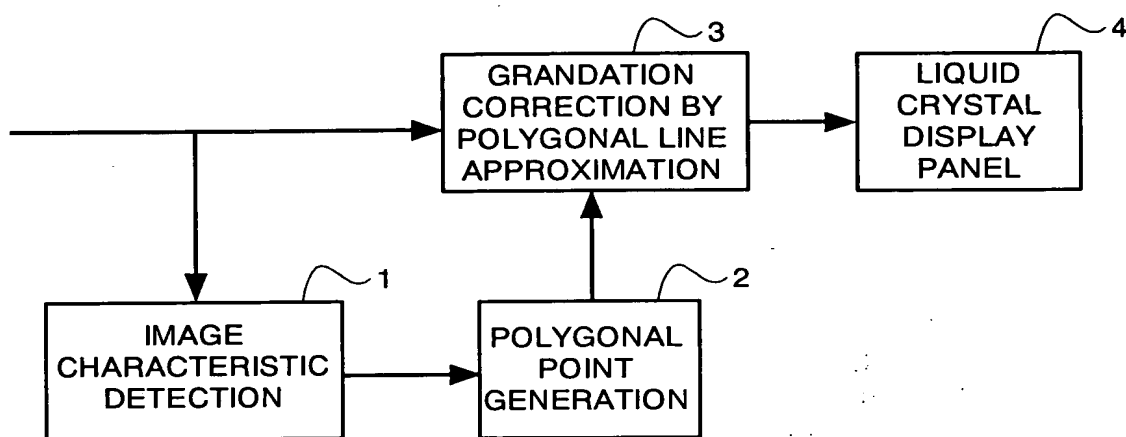 3
GRANDATION
CORRECTION BY
POLYGONAL LINE
APPROXIMATION
4
LIQUID
CRYSTAL
DISPLAY
PANEL
1
IMAGE
CHARACTERISTIC
DETECTION
2
POLYGONAL
POINT
GENERATION